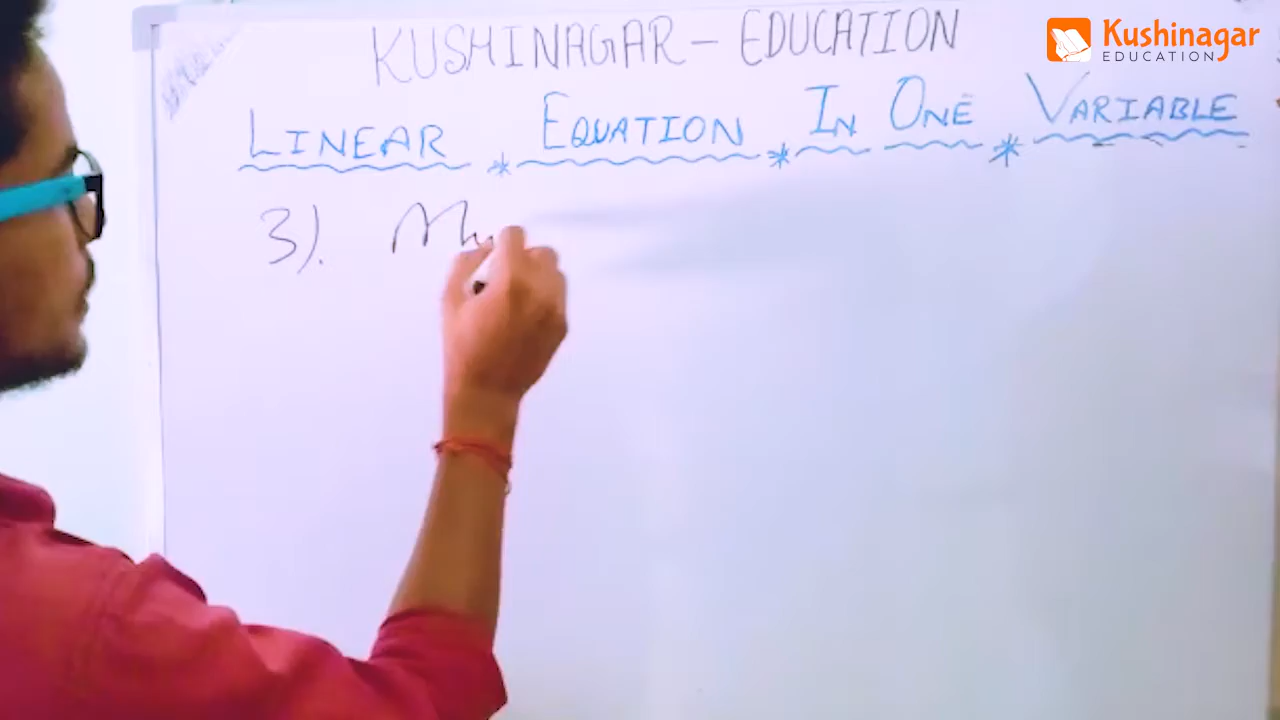 KUSHINAGAR - EDUCATION
Kushinagar
EDUCATION
LINEAR * EQUATION * IN ONE * VARIABLE
3).